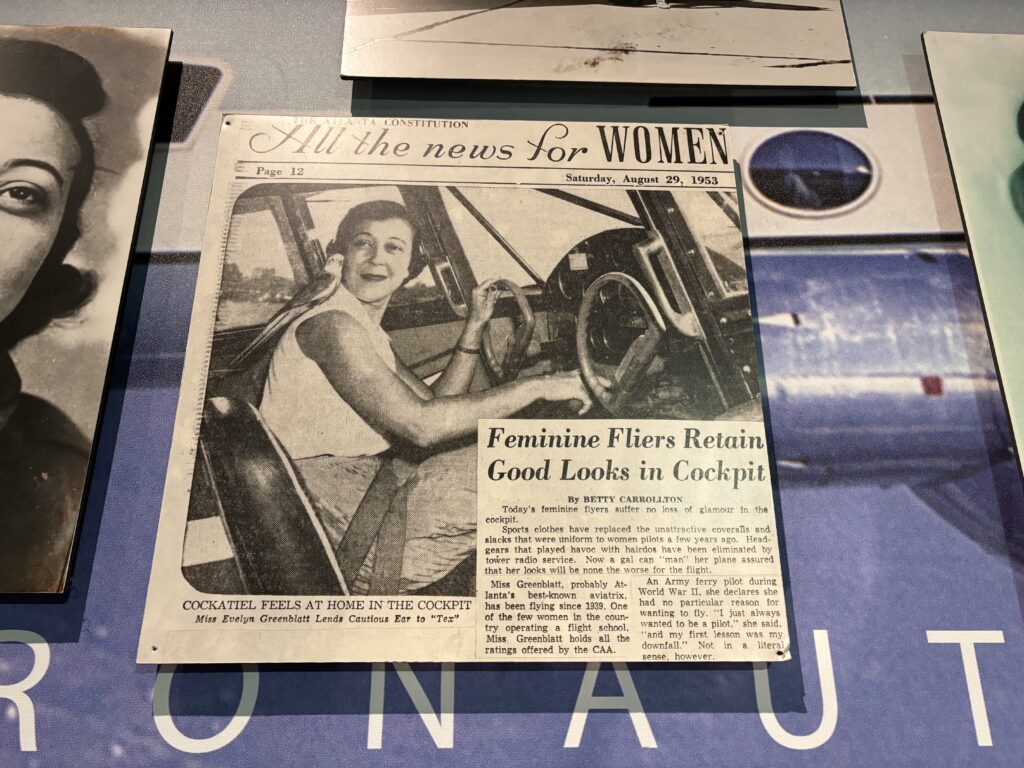 THE ATLANTA CONSTITUTION
All the news for WOMEN
Page 12
Saturday, August 29, 1953
Feminine Fliers Retain
Good Looks in Cockpit
By BETTY CARROLLTON
Today's feminine flyers suffer no loss of glamour in the
cockpit.
Sports clothes have replaced the unattractive coveralls and
slacks that were uniform to women pilots a few years ago. Head-
gears that played havoc with hairdos have been eliminated by
tower radio service. Now a gal can "man" her plane assured
that her looks will be none the worse for the flight.
Miss Greenblatt, probably At-
lanta's best-known aviatrix,
has been flying since 1939. One
of the few women in the coun-
try operating a flight school,
Miss Greenblatt holds all the
ratings offered by the CAA.
An Army ferry pilot during
World War II, she declares she
had no particular reason for
wanting to fly. "I just always
wanted to be a pilot," she said,
"and my first lesson was my
downfall." Not in a literal
sense, however.
COCKATIEL FEELS AT HOME IN THE COCKPIT
Miss Evelyn Greenblatt Lends Cautious Ear to "Tex"
RONAUT